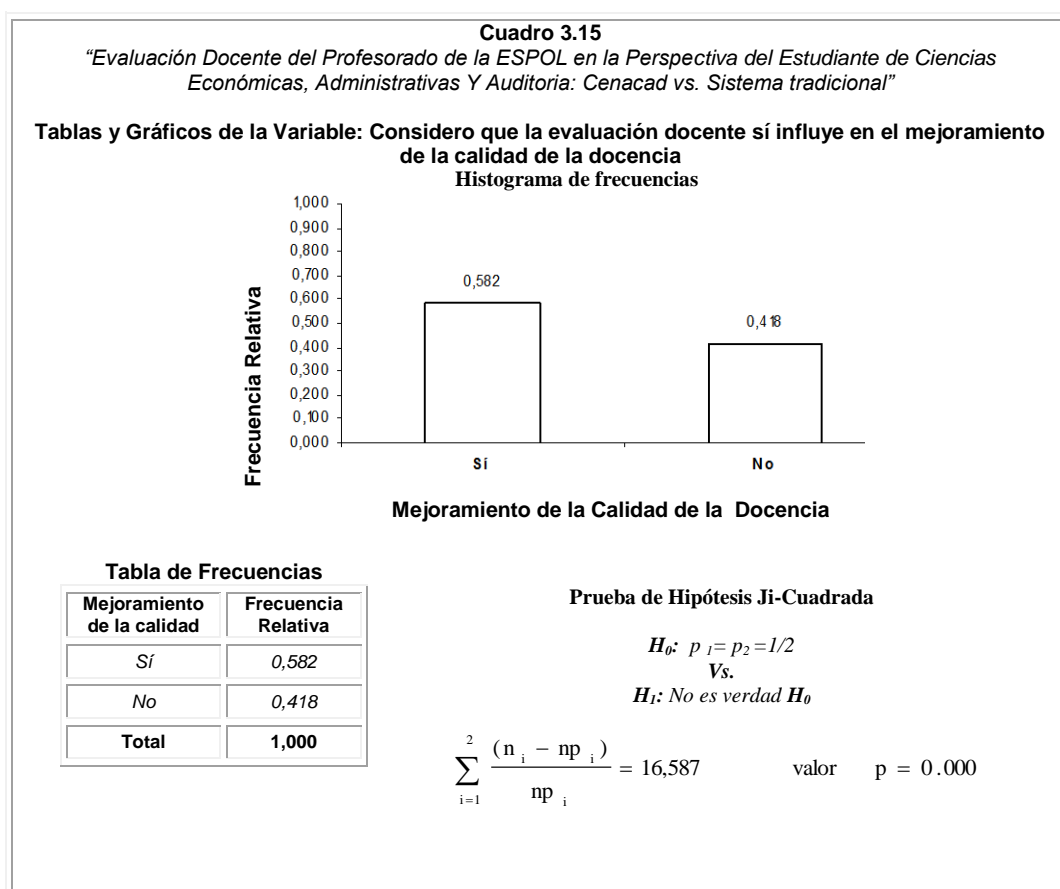 Cuadro 3.15
“Evaluación Docente del Profesorado de la ESPOL en la Perspectiva del Estudiante de Ciencias
Económicas, Administrativas Y Auditoria: Cenacad vs. Sistema tradicional”
Tablas y Gráficos de la Variable: Considero que la evaluación docente sí influye en el mejoramiento
de la calidad de la docencia
Histograma de frecuencias
Frecuencia Relativa
1,000
0,900
0,800
0,700
0,600
0,500
0,400
0,300
0,200
0,100
0,000
0,582
0,418
Sí No
Mejoramiento de la Calidad de la Docencia
Tabla de Frecuencias
Mejoramiento de la calidad | Frecuencia Relativa
Sí 0,582
No 0,418
Total 1,000
Prueba de Hipótesis Ji-Cuadrada
H₀: p ₁= p₂ =1/2
Vs.
H₁: No es verdad H₀
∑ i=1 2 (n i − np i) / np i = 16,587 valor p = 0.000